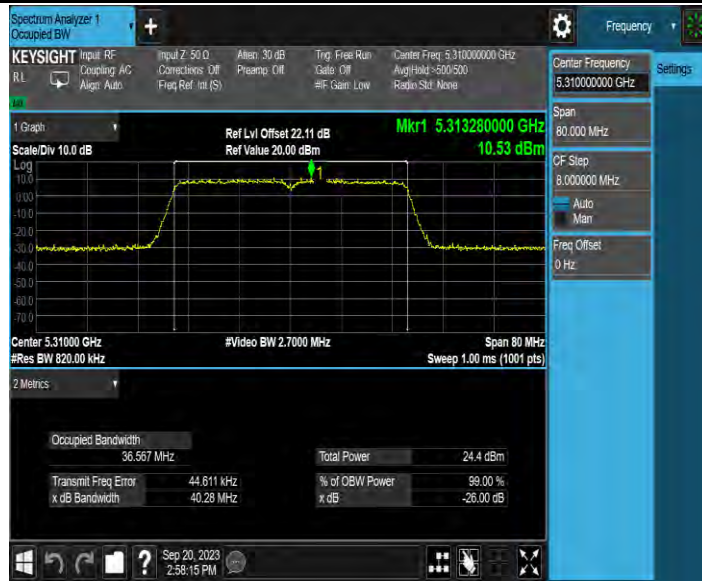 Spectrum Analyzer 1
Occupied BW
+
Frequency
KEYSIGHT
RL
Input: RF
Coupling: AC
Align: Auto
Input Z: 50 Ω
Corrections: Off
Freq Ref: Int (S)
Atten: 30 dB
Preamp: Off
Trig: Free Run
Gate: Off
#IF Gain: Low
Center Freq: 5.310000000 GHz
Avg|Hold:>500/500
Radio Std: None
Center Frequency
5.310000000 GHz
Settings
Span
80.000 MHz
CF Step
8.000000 MHz
Auto
Man
Freq Offset
0 Hz
1 Graph
Scale/Div 10.0 dB
Ref Lvl Offset 22.11 dB
Ref Value 20.00 dBm
Mkr1 5.313280000 GHz
10.53 dBm
Log
10.0
0.00
-10.0
-20.0
-30.0
-40.0
-50.0
-60.0
-70.0
1
Center 5.31000 GHz
#Res BW 820.00 kHz
#Video BW 2.7000 MHz
Span 80 MHz
Sweep 1.00 ms (1001 pts)
2 Metrics
Occupied Bandwidth
36.567 MHz
Total Power 24.4 dBm
Transmit Freq Error 44.611 kHz
% of OBW Power 99.00 %
x dB Bandwidth 40.28 MHz
x dB -26.00 dB
?
Sep 20, 2023
2:58:15 PM